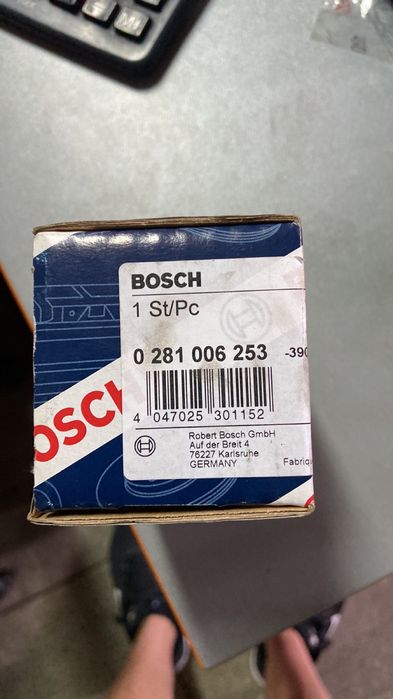 BOSCH
1 St/Pc
0 281 006 253 -390
4 047025 301152
Robert Bosch GmbH
Auf der Breit 4
76227 Karlsruhe
GERMANY
Fabriq
OSCH